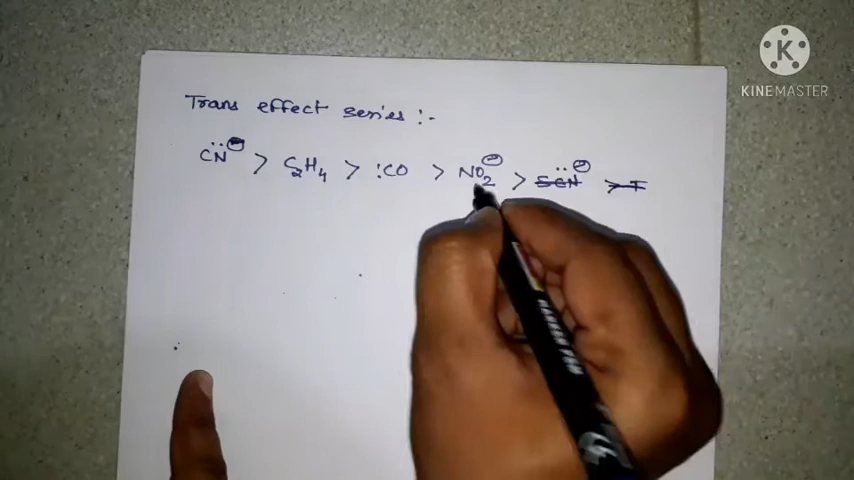 Trans effect series :-
CN⊖ > C2H4 > :CO > NO2⊖ > SCN⊖ > I
K
KINEMASTER